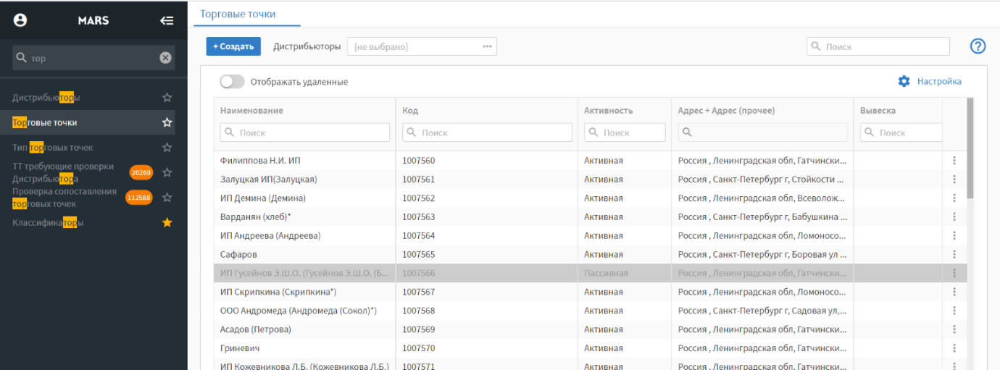 MARS
тор
Дистрибьюторы
Торговые точки
Тип торговых точек
ТТ требующие проверки
Дистрибьютора
20260
Проверка сопоставления
торговых точек
112588
Классификаторы
Торговые точки
+ Создать Дистрибьюторы [не выбрано] ··· Поиск ?
Отображать удаленные Настройка
Наименование Код Активность Адрес + Адрес (прочее) Вывеска
Поиск Поиск Поиск Поиск
Филиппова Н.И. ИП 1007560 Активная Россия , Ленинградская обл, Гатчински...
Залуцкая ИП(Залуцкая) 1007561 Активная Россия , Санкт-Петербург г, Стойкости ...
ИП Демина (Демина) 1007562 Активная Россия , Ленинградская обл, Всеволож...
Варданян (хлеб)* 1007563 Активная Россия , Санкт-Петербург г, Бабушкина ...
ИП Андреева (Андреева) 1007564 Активная Россия , Ленинградская обл, Ломоносо...
Сафаров 1007565 Активная Россия , Санкт-Петербург г, Боровая ул ...
ИП Гусейнов Э.Ш.О. (Гусейнов Э.Ш.О. (Б... 1007566 Пассивная Россия , Ленинградская обл, Гатчински...
ИП Скрипкина (Скрипкина*) 1007567 Активная Россия , Ленинградская обл, Ломоносо...
ООО Андромеда (Андромеда (Сокол)*) 1007568 Активная Россия , Санкт-Петербург г, Садовая ул,...
Асадов (Петрова) 1007569 Активная Россия , Ленинградская обл, Гатчински...
Гриневич 1007570 Активная Россия , Ленинградская обл, Гатчински...
ИП Кожевникова Л.Б. (Кожевникова Л.Б.) 1007571 Активная Россия , Ленинградская обл, Гатчински...